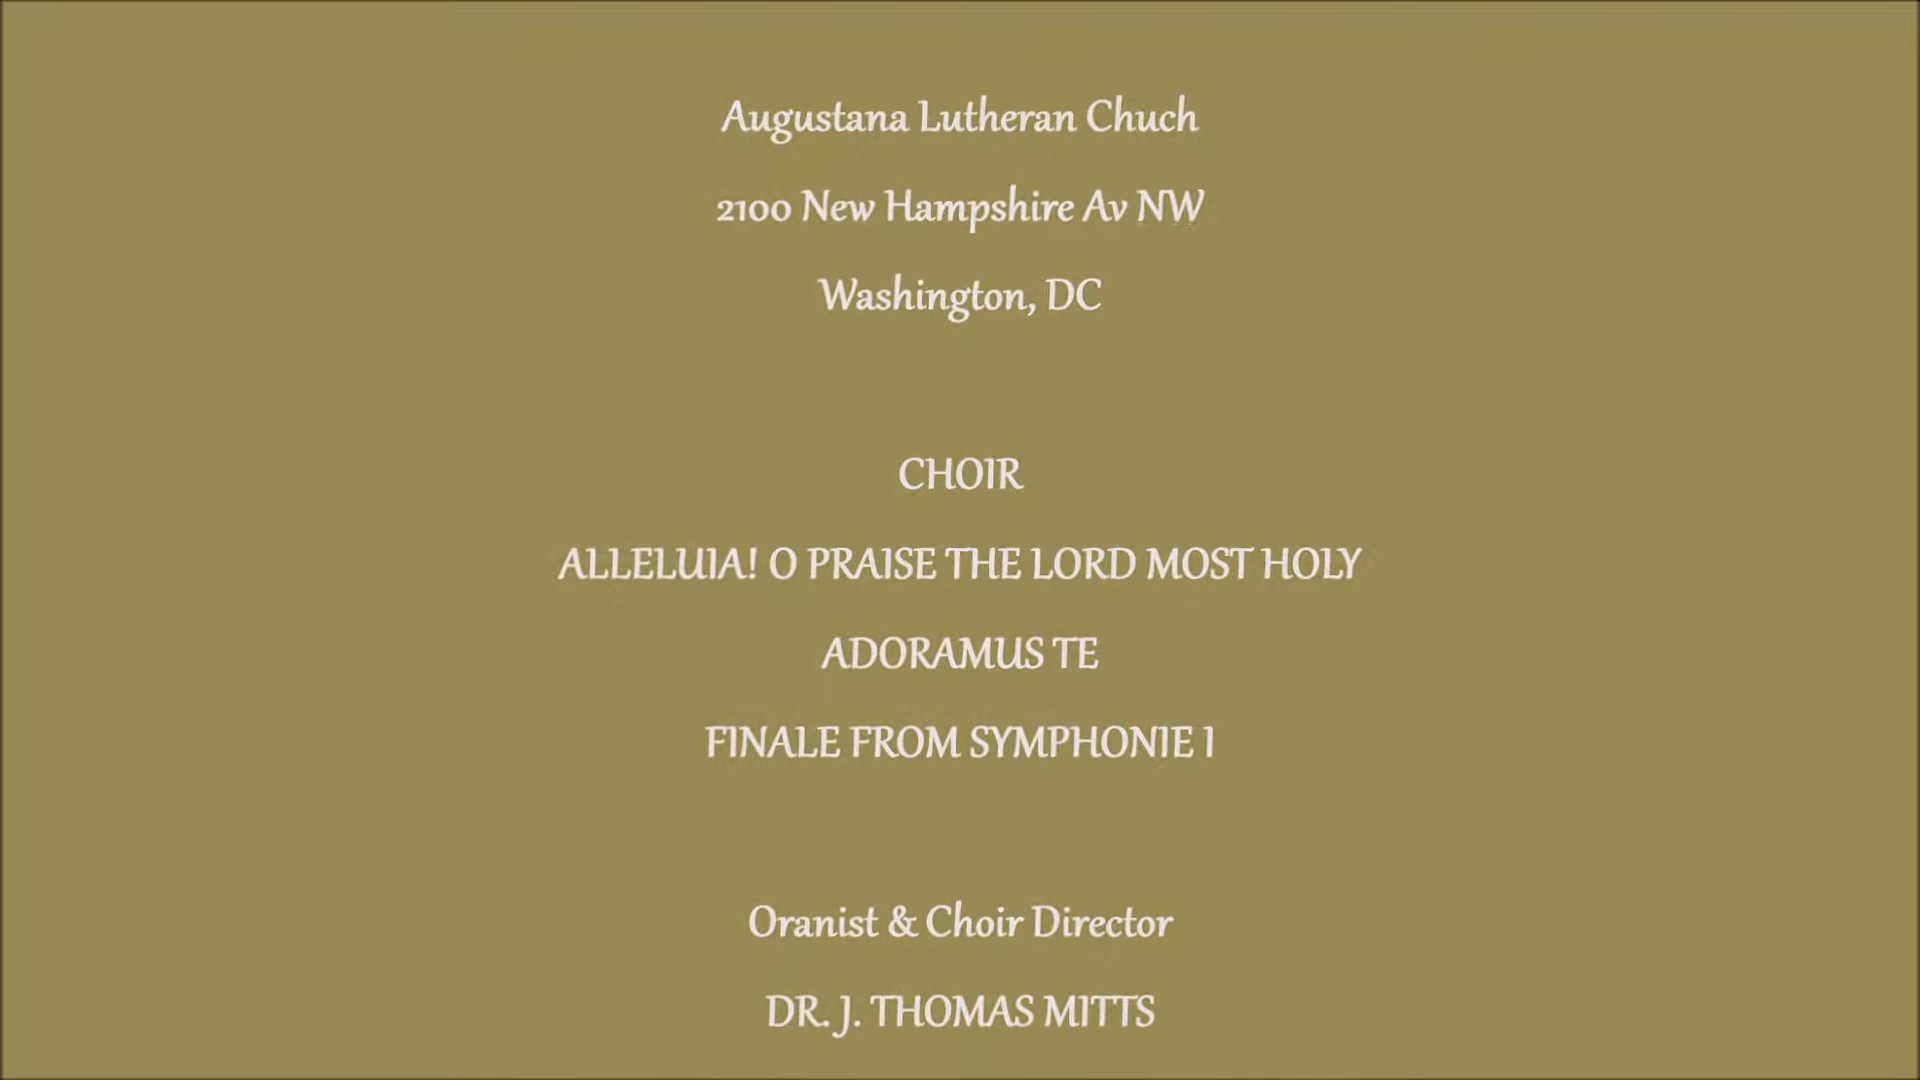 Augustana Lutheran Chuch
2100 New Hampshire Av NW
Washington, DC
CHOIR
ALLELUIA! O PRAISE THE LORD MOST HOLY
ADORAMUS TE
FINALE FROM SYMPHONIE I
Oranist & Choir Director
DR. J. THOMAS MITTS